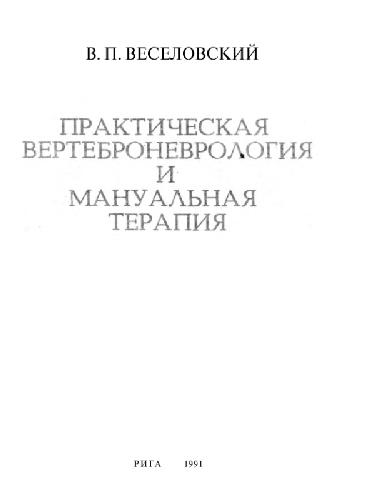 В. П. ВЕСЕЛОВСКИЙ
ПРАКТИЧЕСКАЯ
ВЕРТЕБРОНЕВРОЛОГИЯ
И
МАНУАЛЬНАЯ
ТЕРАПИЯ
РИГА 1991